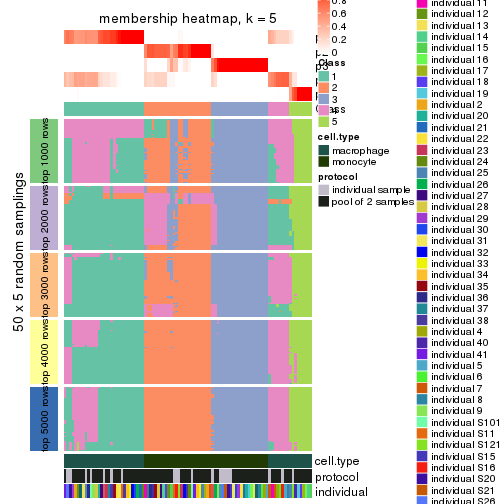 membership heatmap, k = 5
0.8
0.6
0.4
0.2
0
Class
1
2
3
4
5
cell.type
macrophage
monocyte
protocol
individual sample
pool of 2 samples
50 x 5 random samplings
top 1000 rows
top 2000 rows
top 3000 rows
top 4000 rows
top 5000 rows
cell.type
protocol
individual
individual 11
individual 12
individual 13
individual 14
individual 15
individual 16
individual 17
individual 18
individual 19
individual 2
individual 20
individual 21
individual 22
individual 23
individual 24
individual 25
individual 26
individual 27
individual 28
individual 29
individual 30
individual 31
individual 32
individual 33
individual 34
individual 35
individual 36
individual 37
individual 38
individual 4
individual 40
individual 41
individual 5
individual 6
individual 7
individual 8
individual 9
individual S101
individual S11
individual S121
individual S15
individual S16
individual S20
individual S21